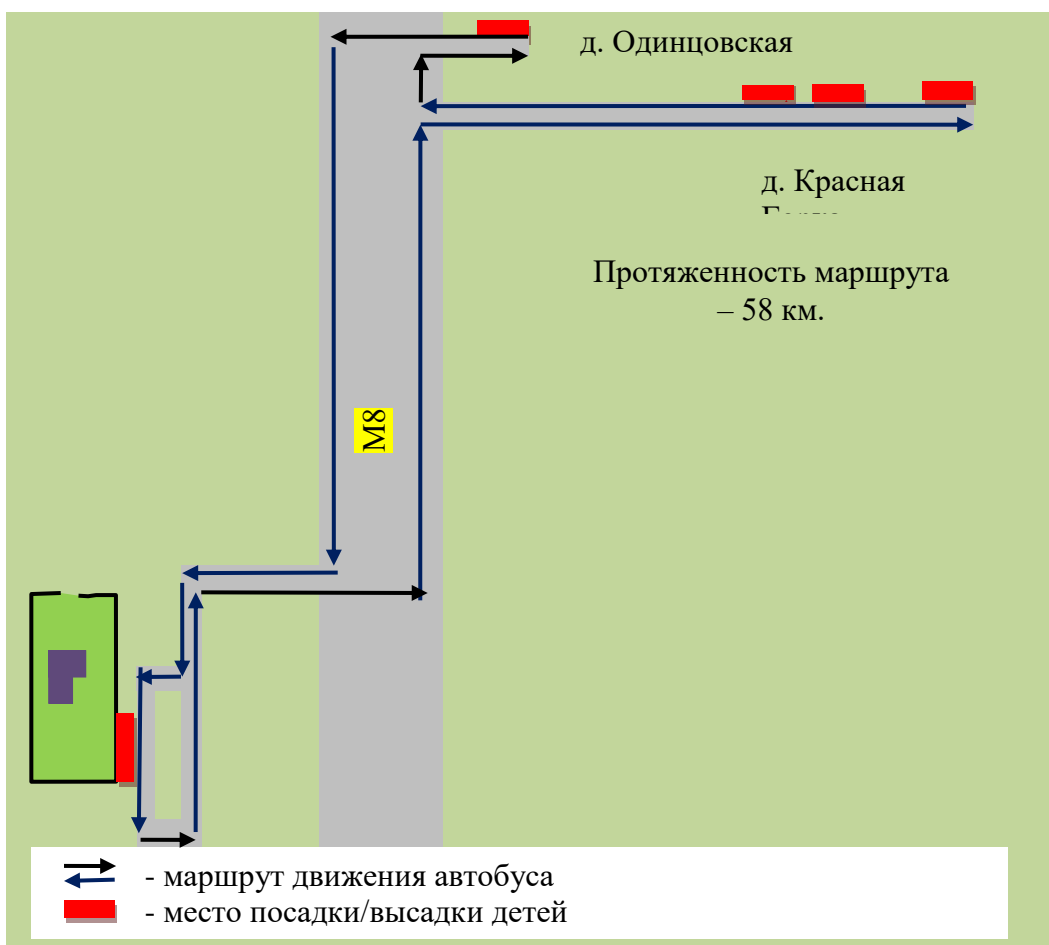 д. Одинцовская
д. Красная
Протяженность маршрута
– 58 км.
М8
- маршрут движения автобуса
- место посадки/высадки детей